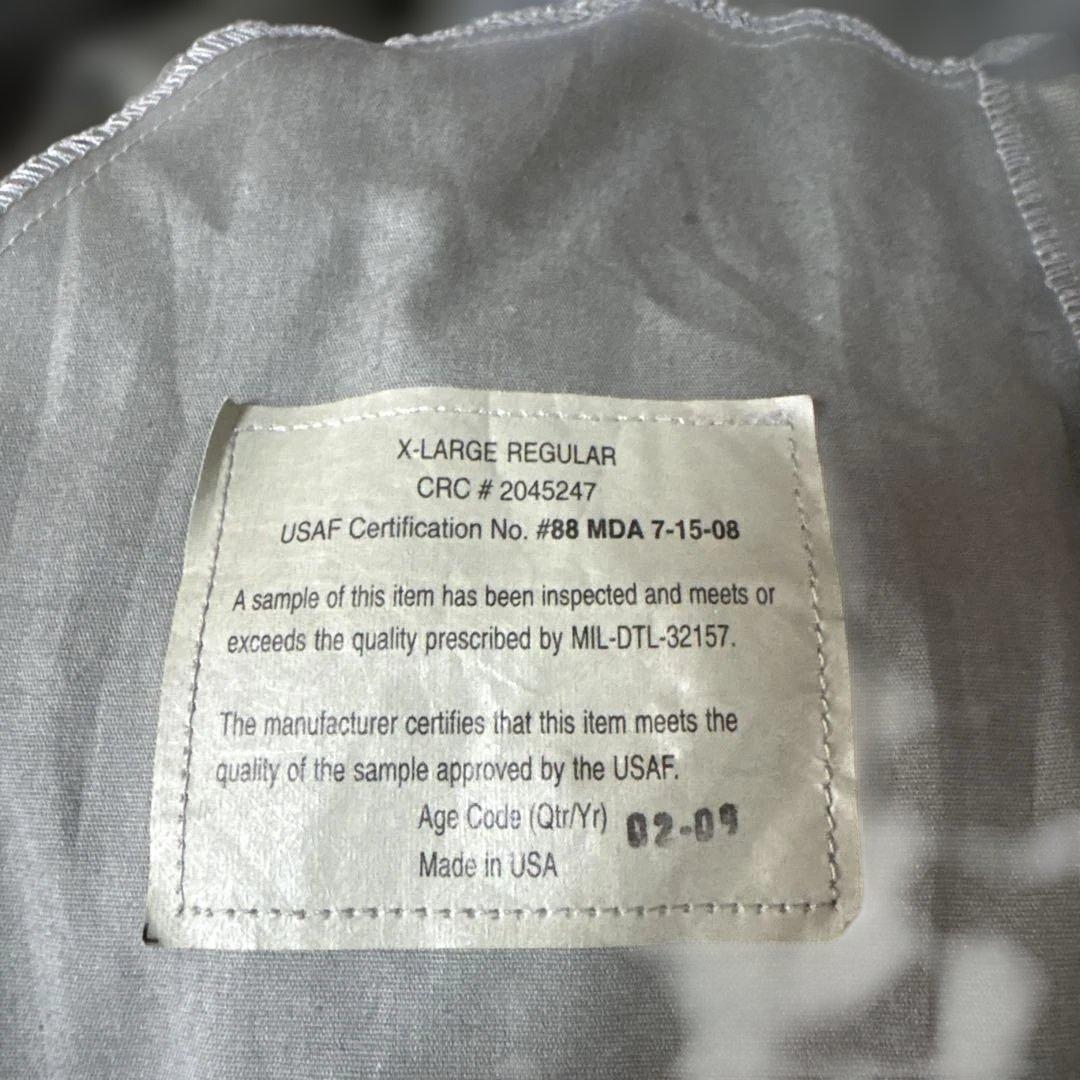 X-LARGE REGULAR
CRC # 2045247
USAF Certification No. #88 MDA 7-15-08
A sample of this item has been inspected and meets or
exceeds the quality prescribed by MIL-DTL-32157.
The manufacturer certifies that this item meets the
quality of the sample approved by the USAF.
Age Code (Qtr/Yr) 02-09
Made in USA